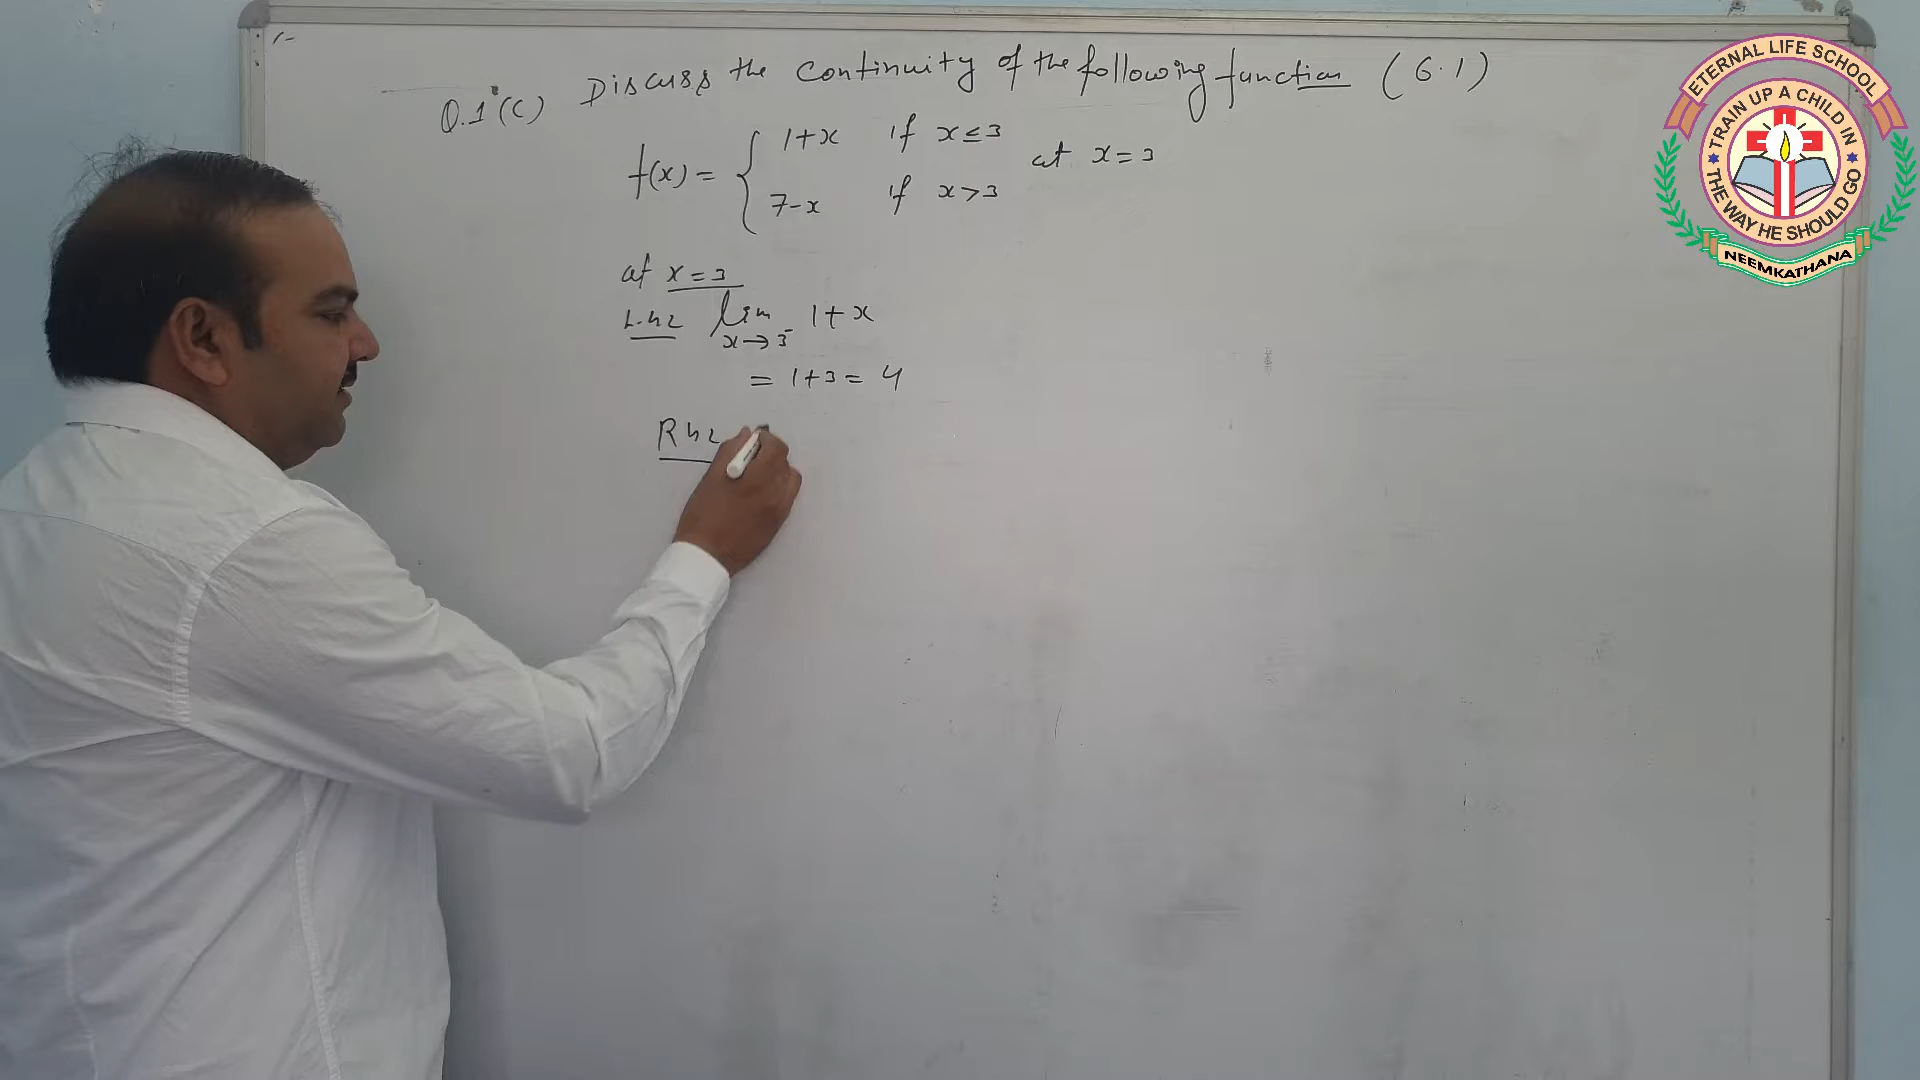 Q.1 (C) Discuss the continuity of the following function (6.1)
f(x) = { 1+x if x ≤ 3
7-x if x > 3
at x = 3
at x = 3
L.h.L lim x→3⁻ 1+x
= 1+3 = 4
RhL
ETERNAL LIFE SCHOOL
TRAIN UP A CHILD IN
THE WAY HE SHOULD GO
NEEMKATHANA